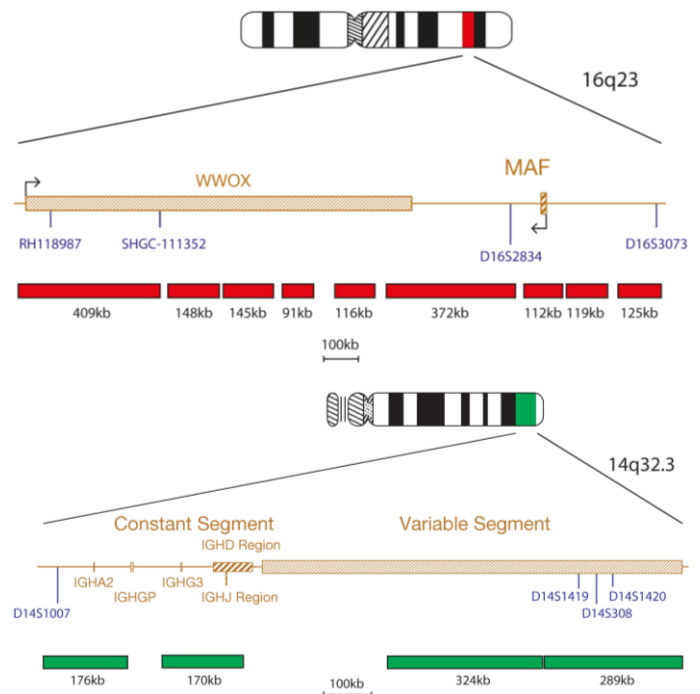 16q23
WWOX
MAF
RH118987
SHGC-111352
D16S2834
D16S3073
409kb
148kb
145kb
91kb
116kb
372kb
112kb
119kb
125kb
100kb
14q32.3
Constant Segment
Variable Segment
IGHD Region
IGHA2
IGHGP
IGHG3
IGHJ Region
D14S1007
D14S1419
D14S308
D14S1420
176kb
170kb
324kb
289kb
100kb